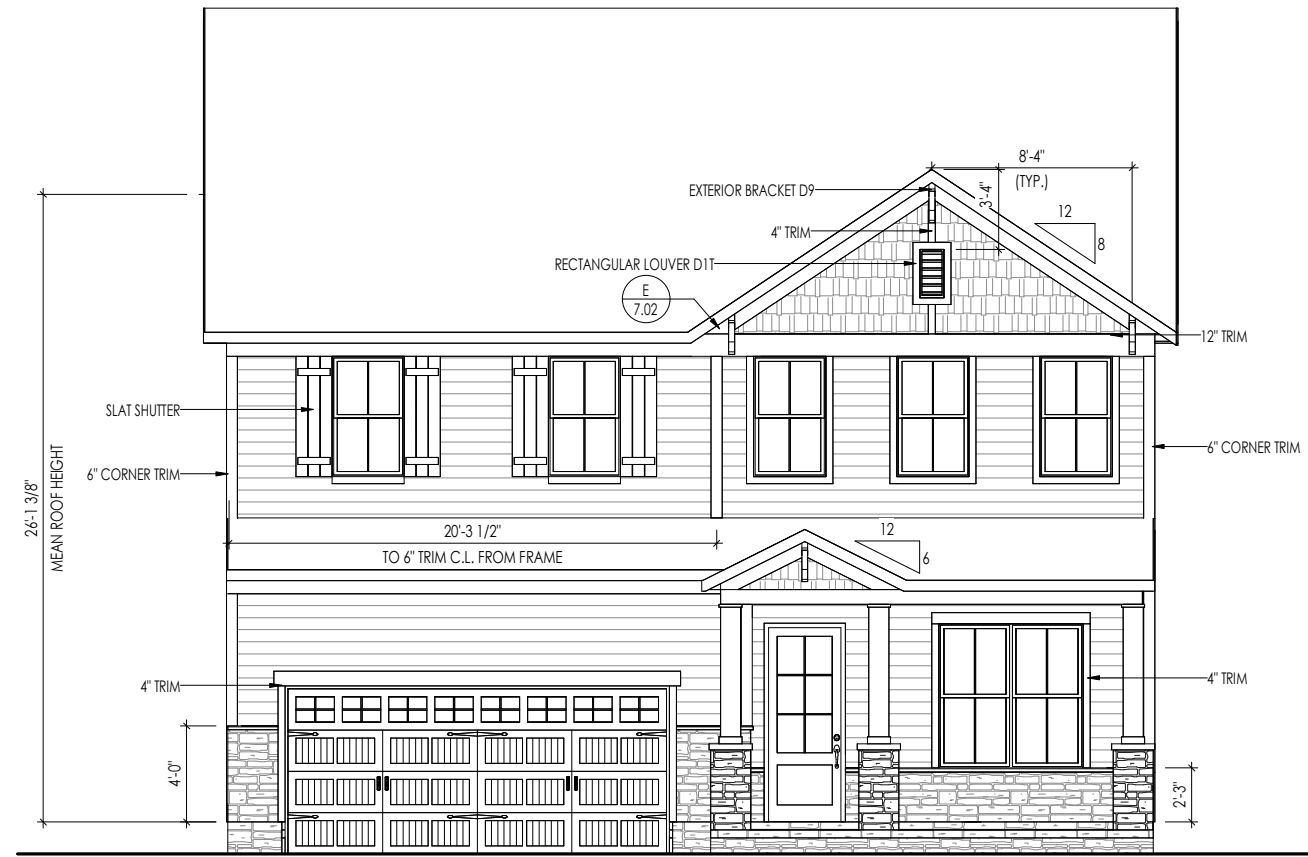 8'-4"
(TYP.)
EXTERIOR BRACKET D9
3'-4"
12
8
4" TRIM
RECTANGULAR LOUVER D1T
E
7.02
12" TRIM
SLAT SHUTTER
6" CORNER TRIM
6" CORNER TRIM
26'-1 3/8"
MEAN ROOF HEIGHT
20'-3 1/2"
TO 6" TRIM C.L. FROM FRAME
12
6
4" TRIM
4" TRIM
4'-0"
2'-3"